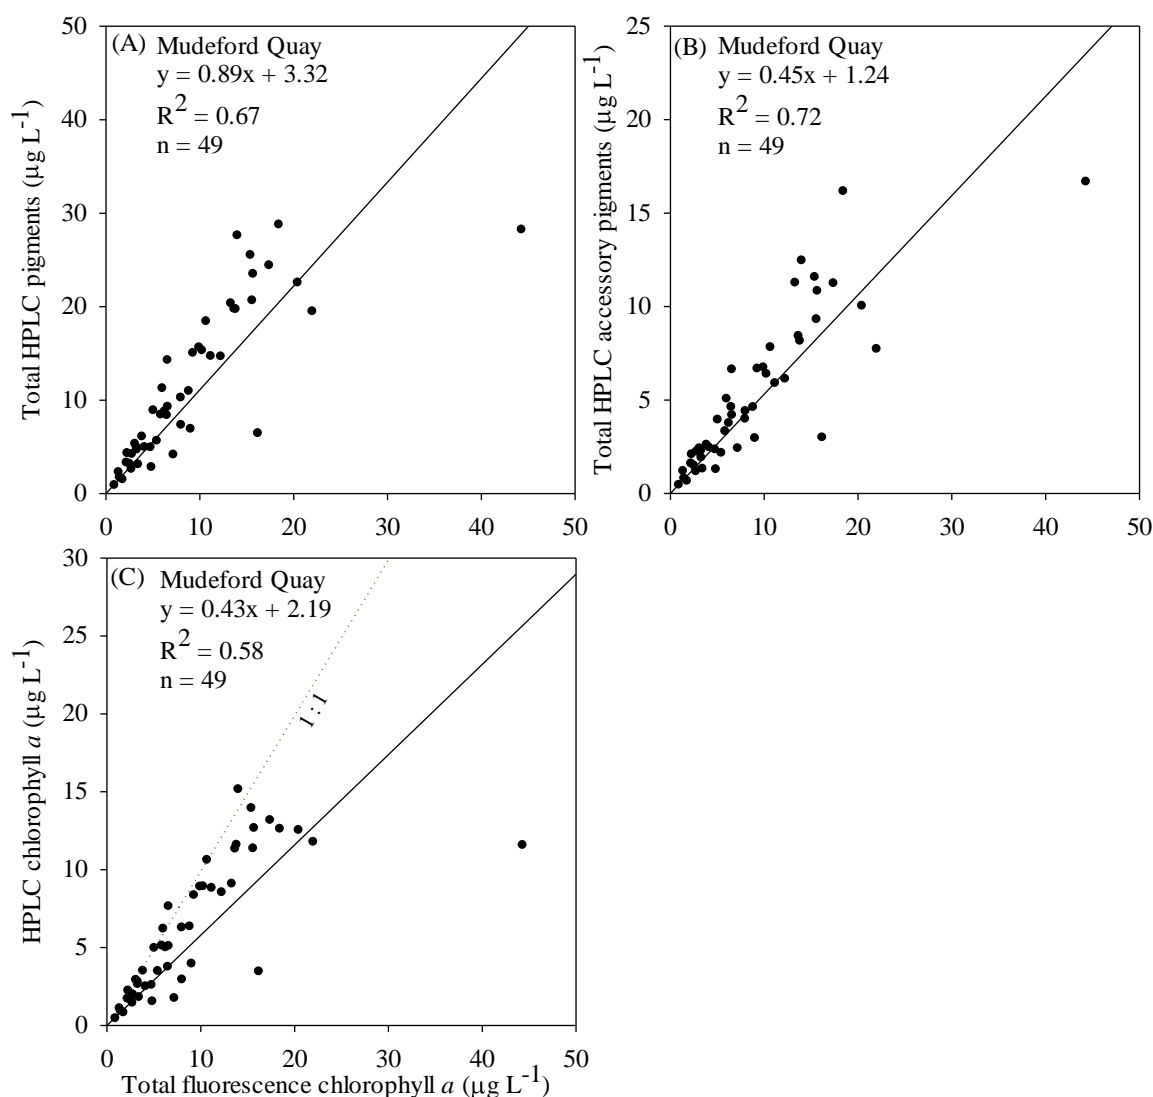 (A) Mudeford Quay
y = 0.89x + 3.32
R2 = 0.67
n = 49
Total HPLC pigments (µg L-1)
50
40
30
20
10
0
0 10 20 30 40 50
(B) Mudeford Quay
y = 0.45x + 1.24
R2 = 0.72
n = 49
Total HPLC accessory pigments (µg L-1)
25
20
15
10
5
0
0 10 20 30 40 50
(C) Mudeford Quay
y = 0.43x + 2.19
R2 = 0.58
n = 49
1:1
HPLC chlorophyll a (µg L-1)
30
25
20
15
10
5
0
0 10 20 30 40 50
Total fluorescence chlorophyll a (µg L-1)